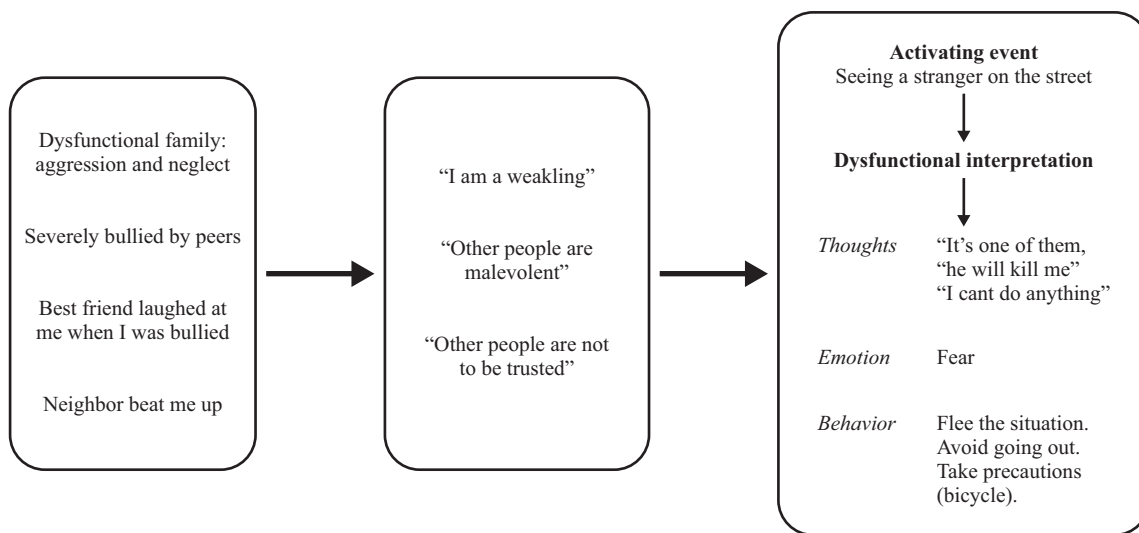 Dysfunctional family:
aggression and neglect
Severely bullied by peers
Best friend laughed at
me when I was bullied
Neighbor beat me up
“I am a weakling”
“Other people are
malevolent”
“Other people are not
to be trusted”
Activating event
Seeing a stranger on the street
Dysfunctional interpretation
Thoughts “It’s one of them,
“he will kill me”
“I cant do anything”
Emotion Fear
Behavior Flee the situation.
Avoid going out.
Take precautions
(bicycle).